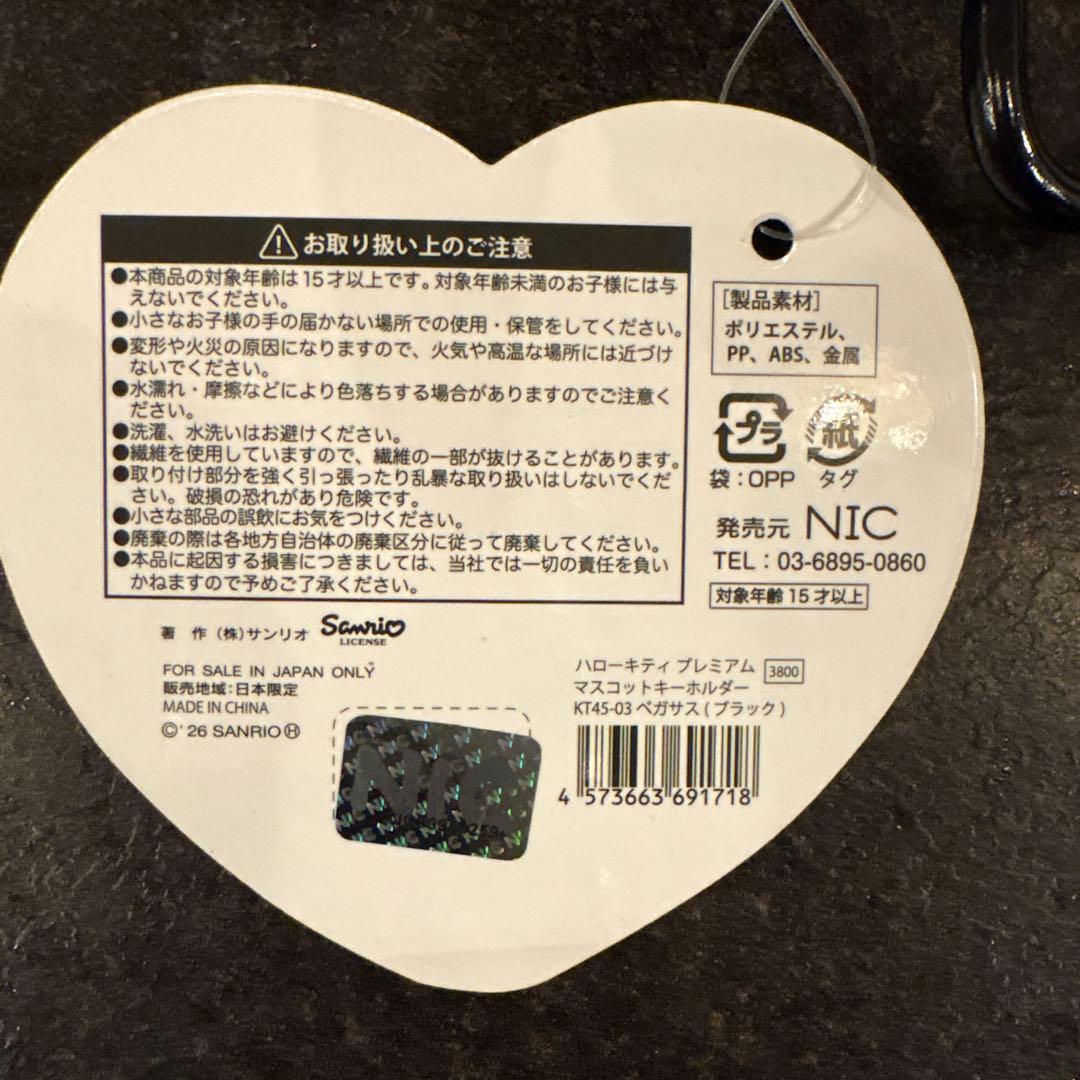 ⚠お取り扱い上のご注意
●本商品の対象年齢は15才以上です。対象年齢未満のお子様には与
えないでください。
●小さなお子様の手の届かない場所での使用・保管をしてください。
●変形や火災の原因になりますので、火気や高温な場所には近づけ
ないでください。
●水濡れ・摩擦などにより色落ちする場合がありますのでご注意く
ださい。
●洗濯、水洗いはお避けください。
●繊維を使用していますので、繊維の一部が抜けることがあります。
●取り付け部分を強く引っ張ったり乱暴な取り扱いはしないでくだ
さい。破損の恐れがあり危険です。
●小さな部品の誤飲にお気をつけください。
●廃棄の際は各地方自治体の廃棄区分に従って廃棄してください。
●本品に起因する損害につきましては、当社では一切の責任を負い
かねますので予めご了承ください。
[製品素材]
ポリエステル、
PP、ABS、金属
プラ 紙
袋:OPP タグ
発売元 NIC
TEL:03-6895-0860
対象年齢15才以上
著 作 (株)サンリオ Sanrio
LICENSE
FOR SALE IN JAPAN ONLY
販売地域:日本限定
MADE IN CHINA
©'26 SANRIO Ⓗ
ハローキティ プレミアム 3800
マスコットキーホルダー
KT45-03 ペガサス(ブラック)
4 573663 691718
NIC